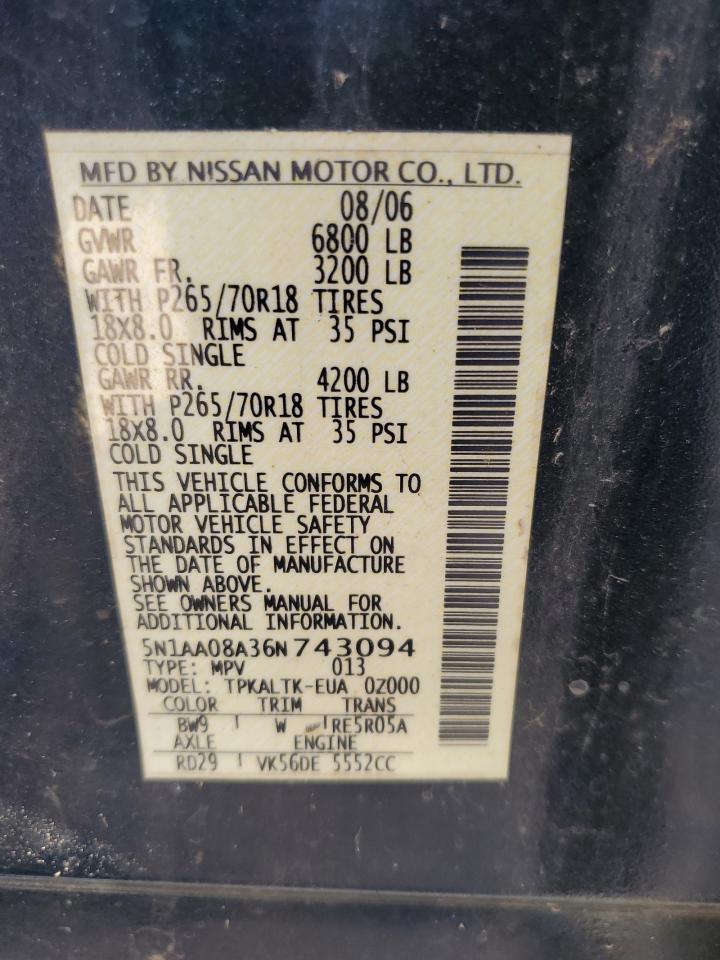 MFD BY NISSAN MOTOR CO., LTD.
DATE 08/06
GVWR 6800 LB
GAWR FR. 3200 LB
WITH P265/70R18 TIRES
18X8.0 RIMS AT 35 PSI
COLD SINGLE
GAWR RR. 4200 LB
WITH P265/70R18 TIRES
18X8.0 RIMS AT 35 PSI
COLD SINGLE
THIS VEHICLE CONFORMS TO
ALL APPLICABLE FEDERAL
MOTOR VEHICLE SAFETY
STANDARDS IN EFFECT ON
THE DATE OF MANUFACTURE
SHOWN ABOVE.
SEE OWNERS MANUAL FOR
ADDITIONAL INFORMATION.
5N1AA08A36N743094
TYPE: MPV 013
MODEL: TPKALTK-EUA 0Z000
COLOR TRIM TRANS
BW9 W RE5R05A
AXLE ENGINE
RD29 VK56DE 5552CC